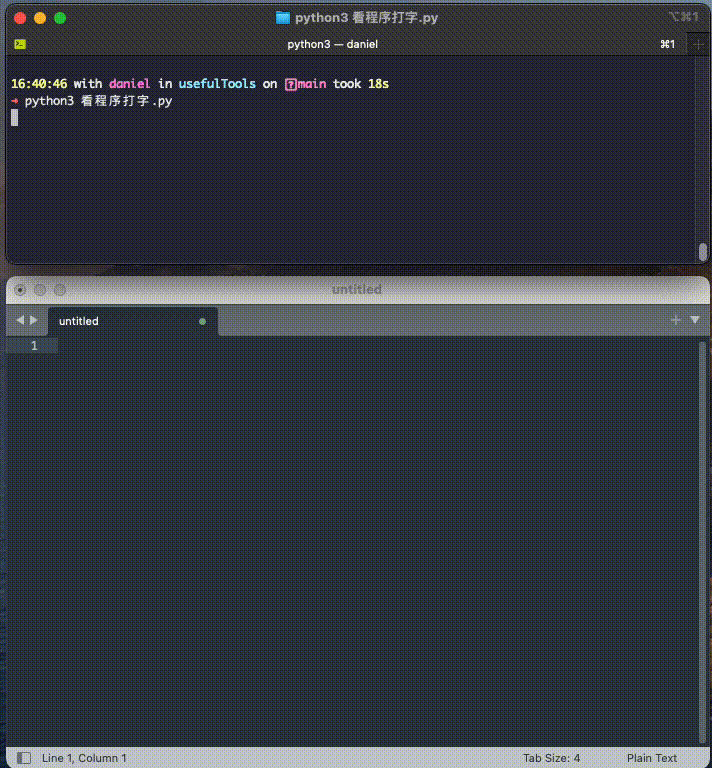 python3 看程序打字.py
⌥⌘1
python3 — daniel
⌘1
16:40:46 with daniel in usefulTools on main took 18s
➜ python3 看程序打字.py
untitled
untitled
1
Line 1, Column 1
Tab Size: 4
Plain Text